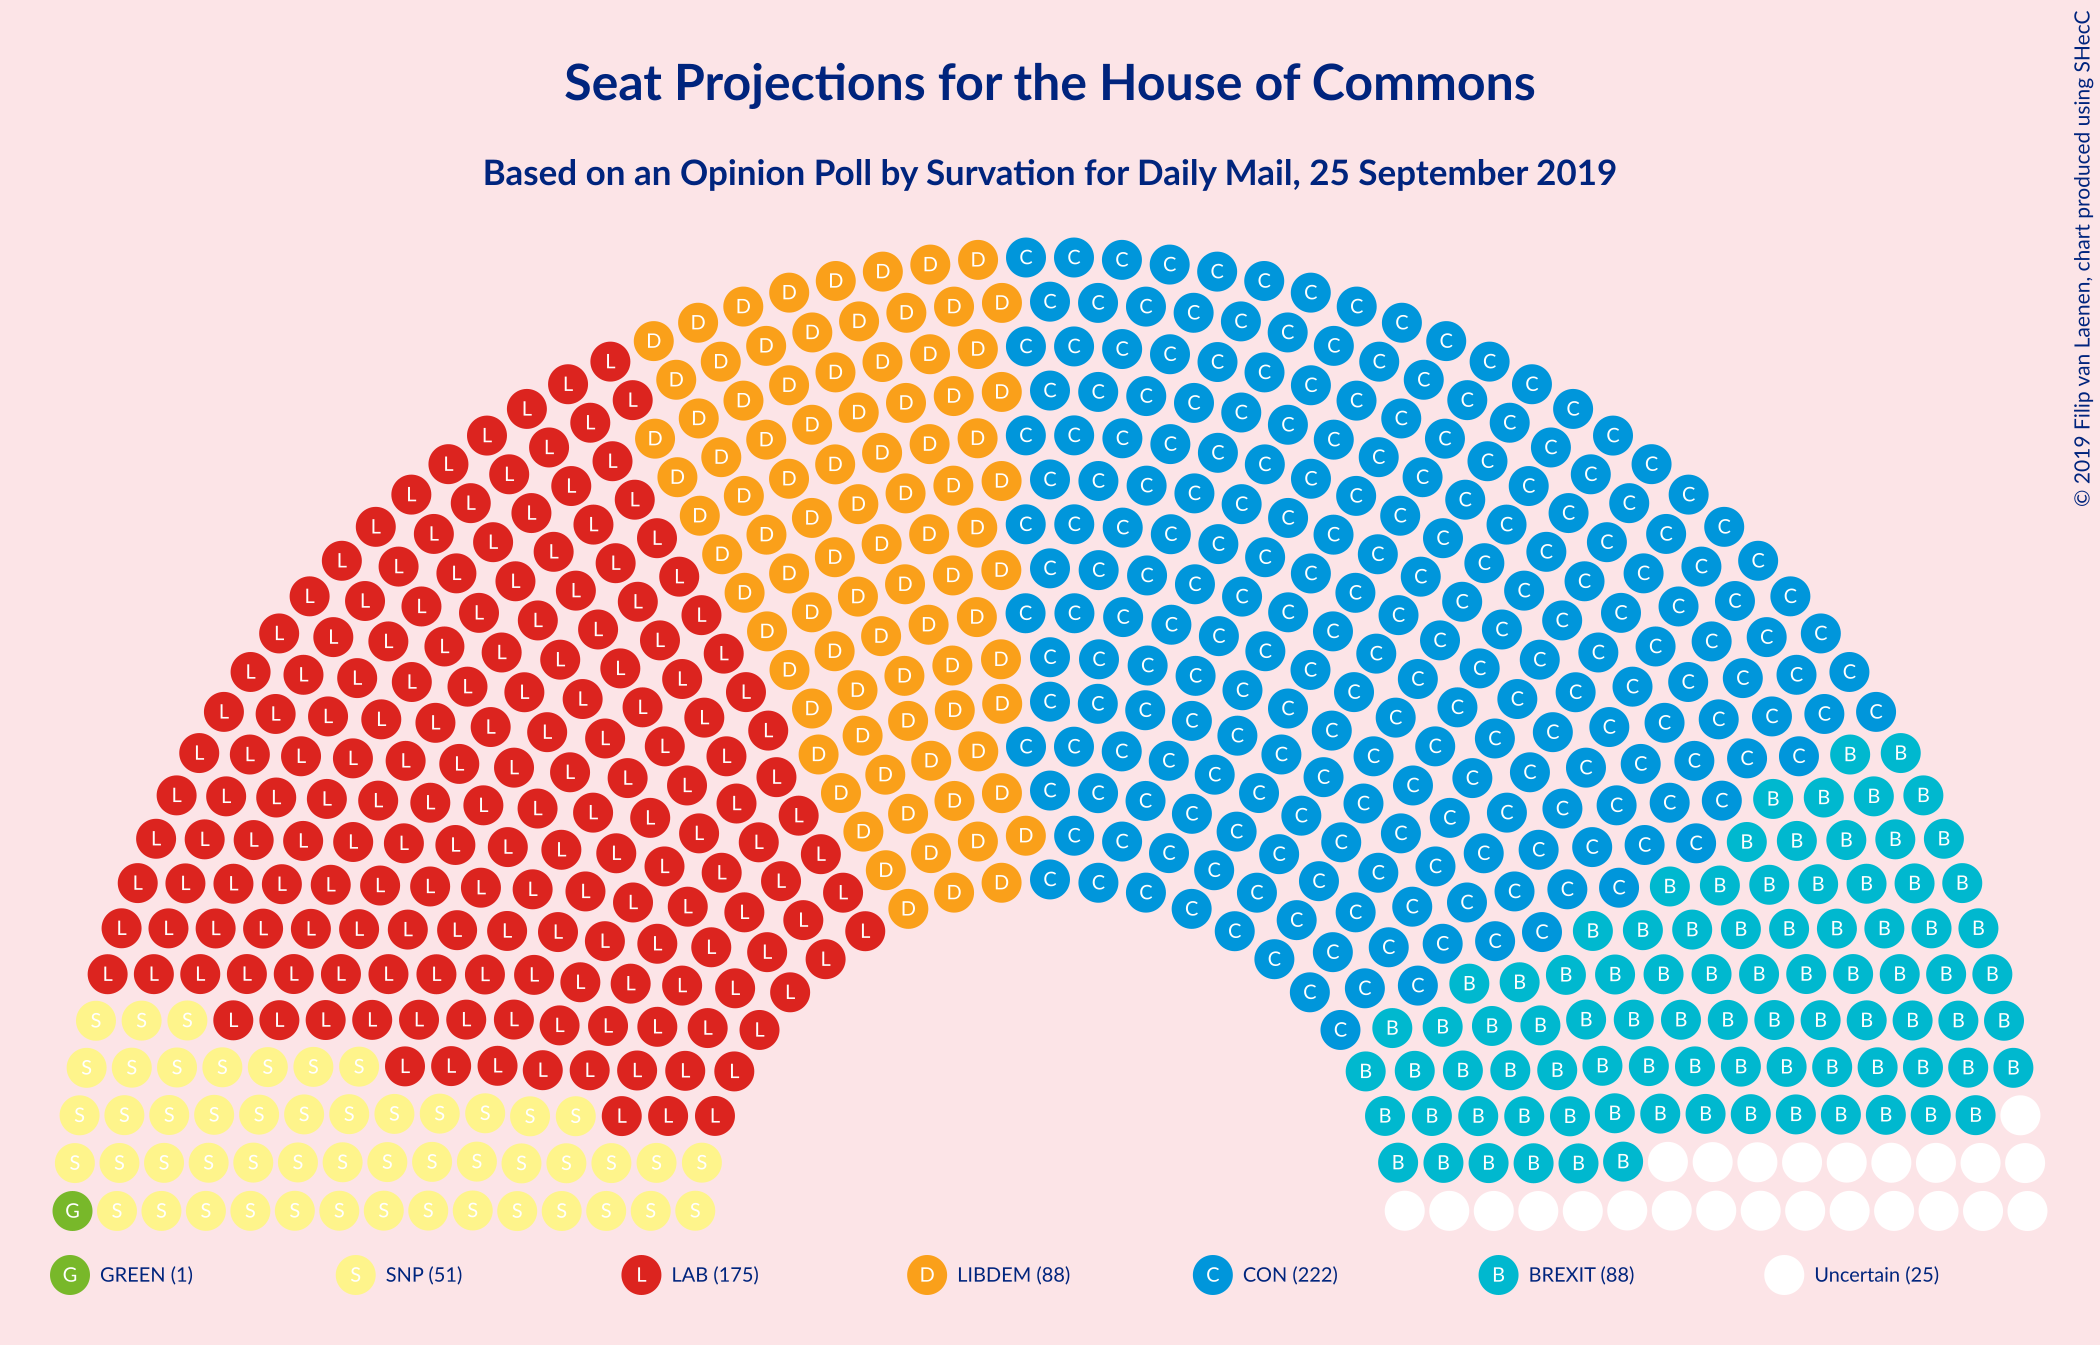 Seat Projections for the House of Commons
Based on an Opinion Poll by Survation for Daily Mail, 25 September 2019
© 2019 Filip van Laenen, chart produced using SHecC
G GREEN (1) S SNP (51) L LAB (175) D LIBDEM (88) C CON (222) B BREXIT (88) Uncertain (25)